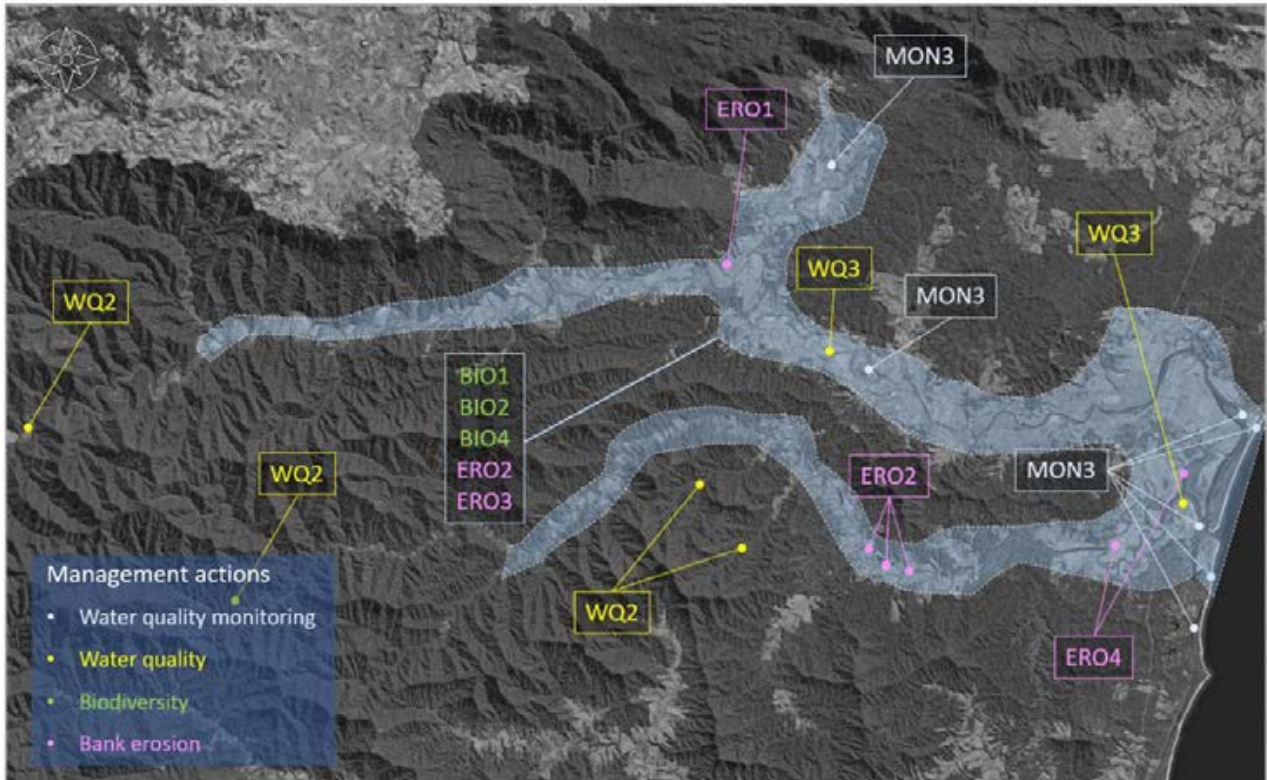 MON3
ERO1
WQ3
WQ3
WQ2
MON3
BIO1
BIO2
BIO4
ERO2
ERO3
WQ2
ERO2
MON3
WQ2
ERO4
Management actions
• Water quality monitoring
• Water quality
• Biodiversity
• Bank erosion